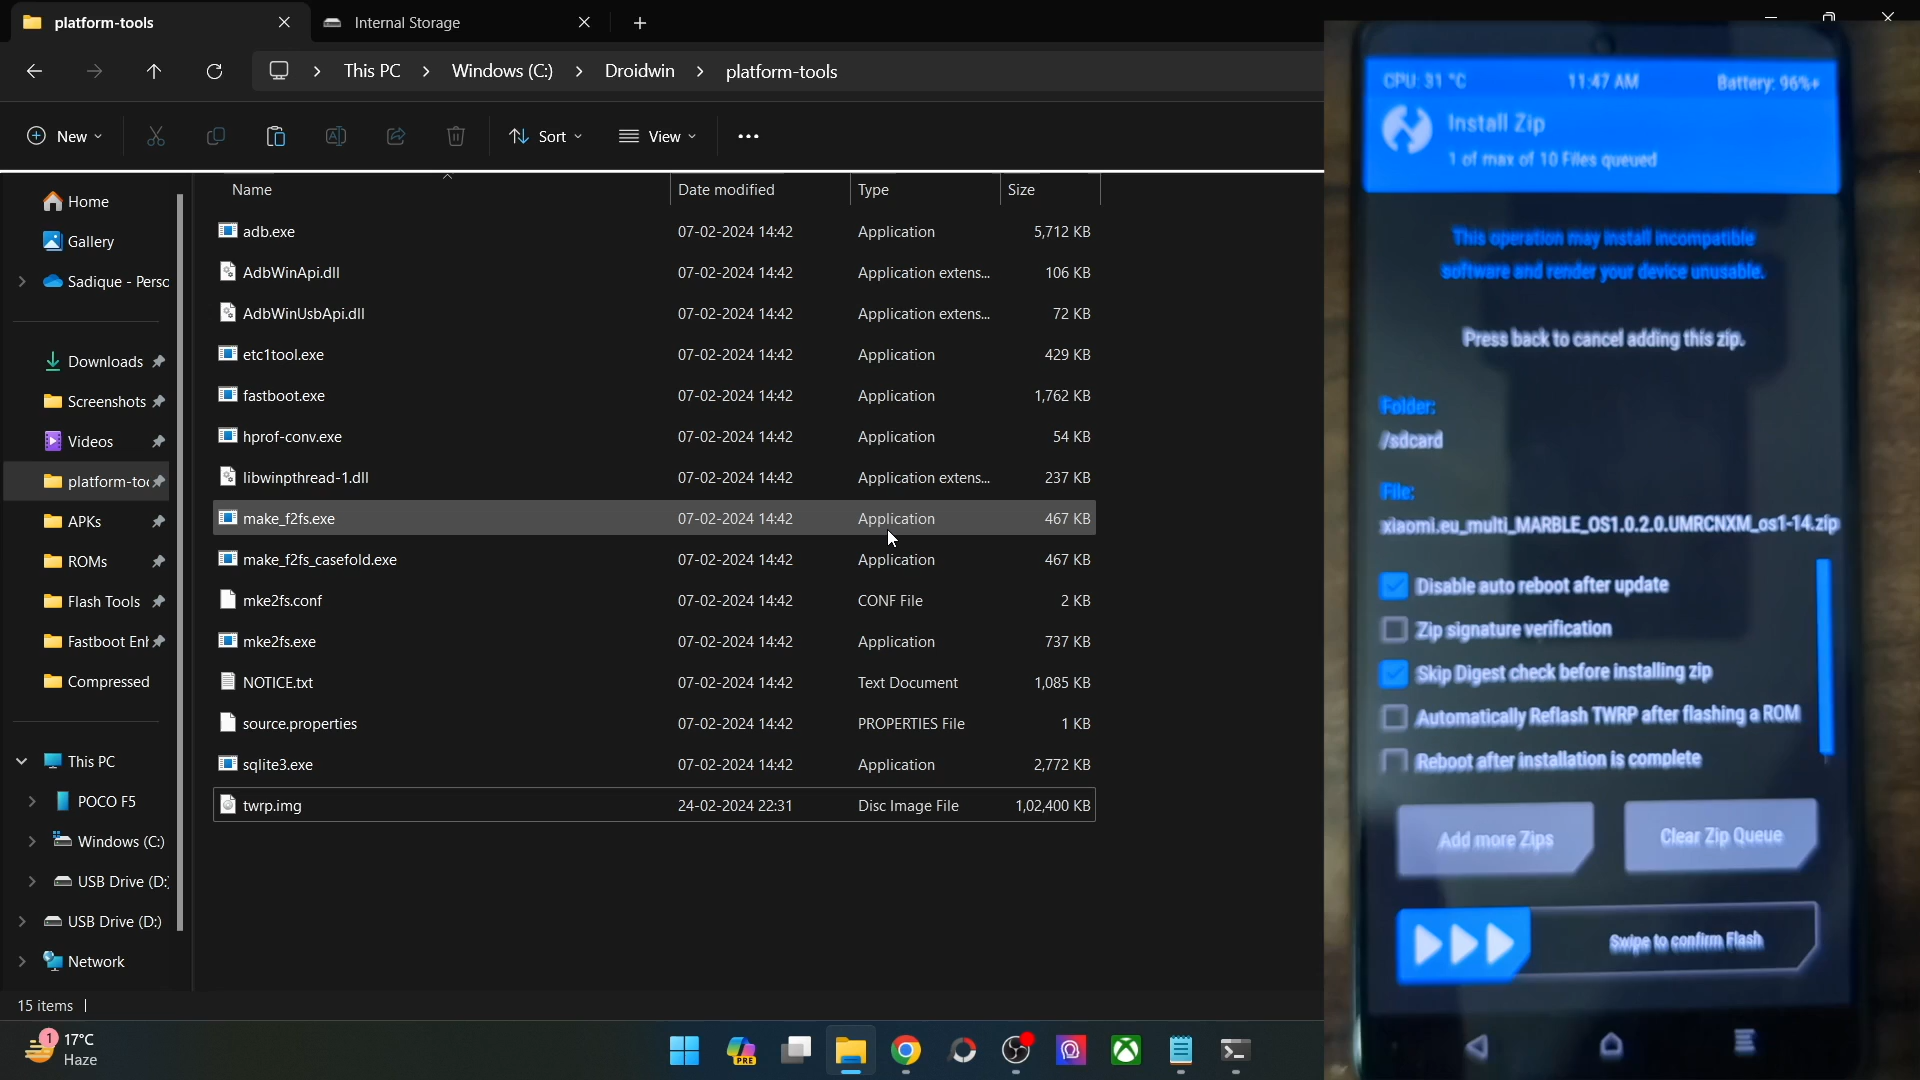 platform-tools
Internal Storage
This PC > Windows (C:) > Droidwin > platform-tools
New
Sort
View
Name
Date modified
Type
Size
Home
Gallery
Sadique - Persc
Downloads
Screenshots
Videos
platform-too
APKs
ROMs
Flash Tools
Fastboot Enh
Compressed
This PC
POCO F5
Windows (C:)
USB Drive (D:)
USB Drive (D:)
Network
adb.exe 07-02-2024 14:42 Application 5,712 KB
AdbWinApi.dll 07-02-2024 14:42 Application extens... 106 KB
AdbWinUsbApi.dll 07-02-2024 14:42 Application extens... 72 KB
etc1tool.exe 07-02-2024 14:42 Application 429 KB
fastboot.exe 07-02-2024 14:42 Application 1,762 KB
hprof-conv.exe 07-02-2024 14:42 Application 54 KB
libwinpthread-1.dll 07-02-2024 14:42 Application extens... 237 KB
make_f2fs.exe 07-02-2024 14:42 Application 467 KB
make_f2fs_casefold.exe 07-02-2024 14:42 Application 467 KB
mke2fs.conf 07-02-2024 14:42 CONF File 2 KB
mke2fs.exe 07-02-2024 14:42 Application 737 KB
NOTICE.txt 07-02-2024 14:42 Text Document 1,085 KB
source.properties 07-02-2024 14:42 PROPERTIES File 1 KB
sqlite3.exe 07-02-2024 14:42 Application 2,772 KB
twrp.img 24-02-2024 22:31 Disc Image File 1,02,400 KB
15 items
1
17°C
Haze
PRE
CPU: 31 °C
11:47 AM
Battery: 96%+
Install Zip
1 of max of 10 Files queued
This operation may install incompatible
software and render your device unusable.
Press back to cancel adding this zip.
Folder:
/sdcard
File:
xiaomi.eu_multi_MARBLE_OS1.0.2.0.UMRCNXM_os1-14.zip
Disable auto reboot after update
Zip signature verification
Skip Digest check before installing zip
Automatically Reflash TWRP after flashing a ROM
Reboot after installation is complete
Add more Zips
Clear Zip Queue
Swipe to confirm Flash